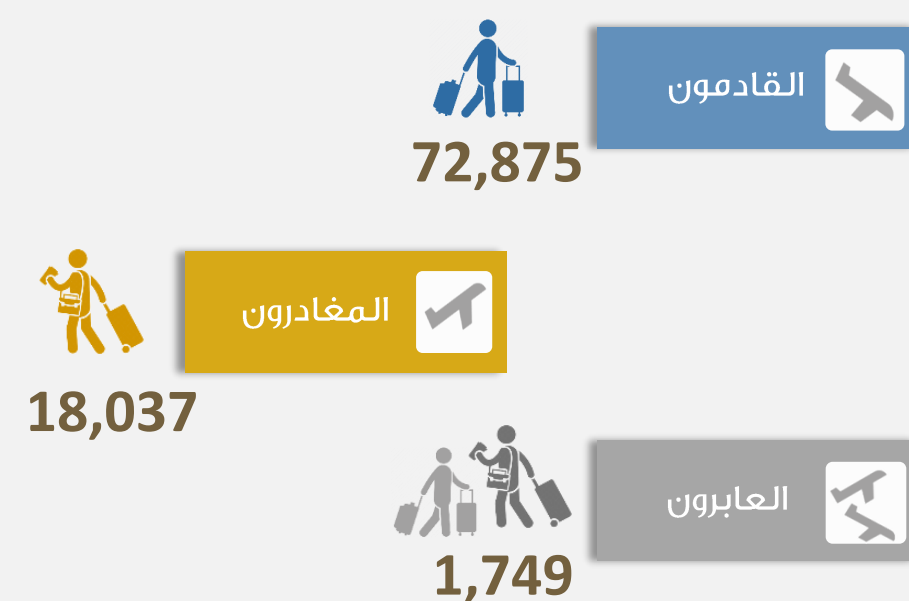 القادمون
72,875
المغادرون
18,037
العابرون
1,749